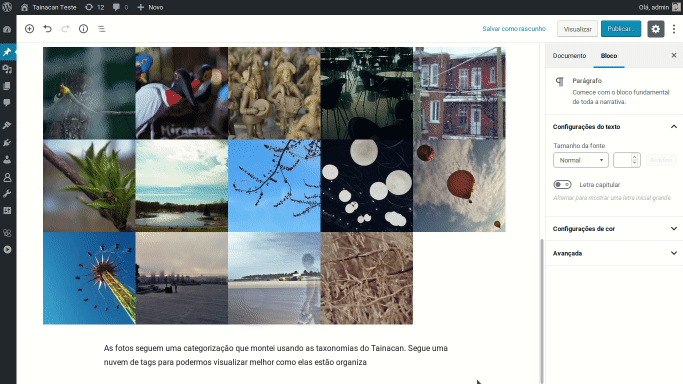 Tainacan Teste 12 0 Novo Olá, admin
Salvar como rascunho Visualizar Publicar...
Documento Bloco
Parágrafo
Comece com o bloco fundamental
de toda a narrativa.
Configurações do texto
Tamanho da fonte
Normal
Letra capitular
Alternar para mostrar uma letra inicial grande.
Configurações de cor
Avançada
MIRANDA
As fotos seguem uma categorização que montei usando as taxonomias do Tainacan. Segue uma
nuvem de tags para podermos visualizar melhor como elas estão organiza